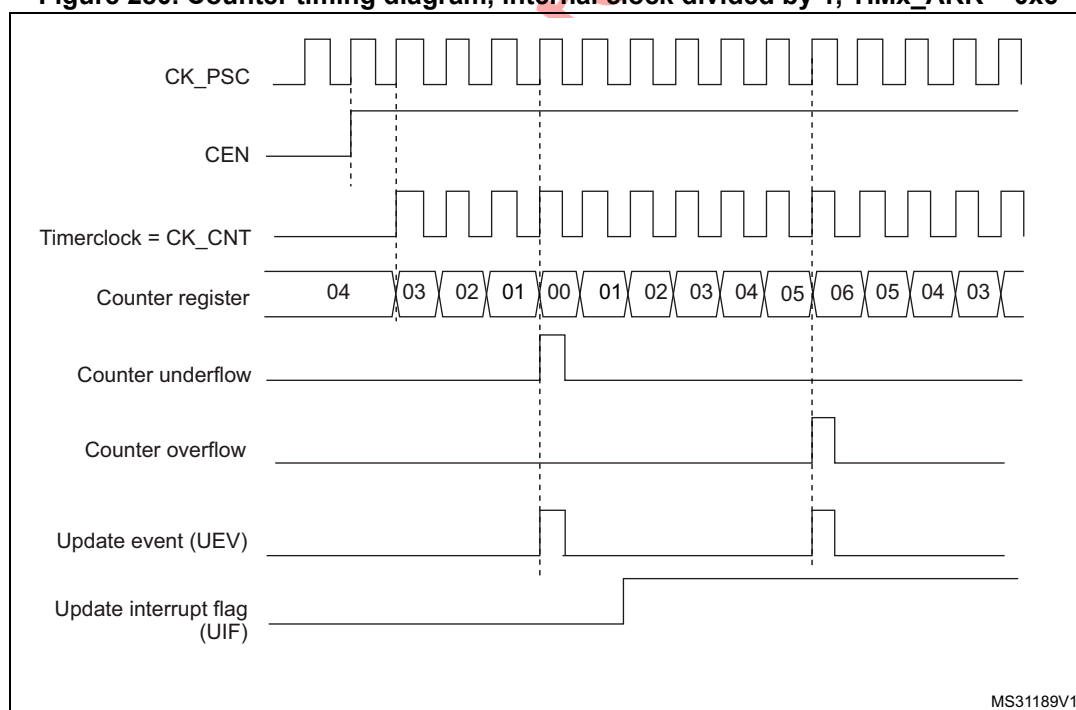 CK_PSC
CEN
Timerclock = CK_CNT
Counter register 04 03 02 01 00 01 02 03 04 05 06 05 04 03
Counter underflow
Counter overflow
Update event (UEV)
Update interrupt flag
(UIF)
MS31189V1